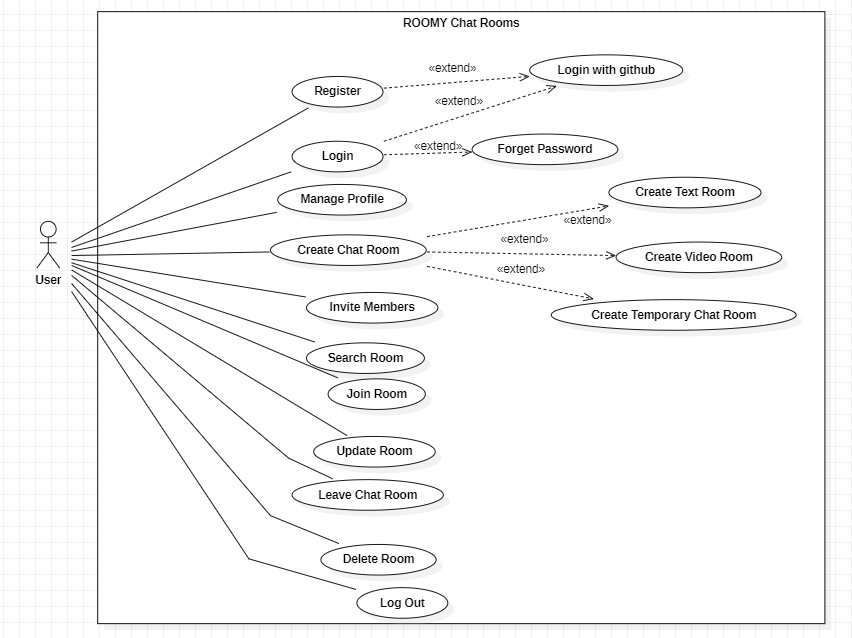 ROOMY Chat Rooms
«extend»
Login with github
Register
«extend»
Login
«extend»
Forget Password
Manage Profile
Create Text Room
«extend»
Create Chat Room
«extend»
Create Video Room
«extend»
User
Invite Members
Create Temporary Chat Room
Search Room
Join Room
Update Room
Leave Chat Room
Delete Room
Log Out